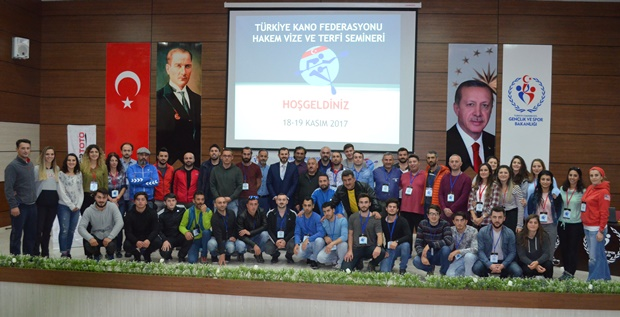 TÜRKİYE KANO FEDERASYONU
HAKEM VİZE VE TERFİ SEMİNERİ
HOŞGELDİNİZ
18-19 KASIM 2017
GENÇLİK VE SPOR
BAKANLIĞI